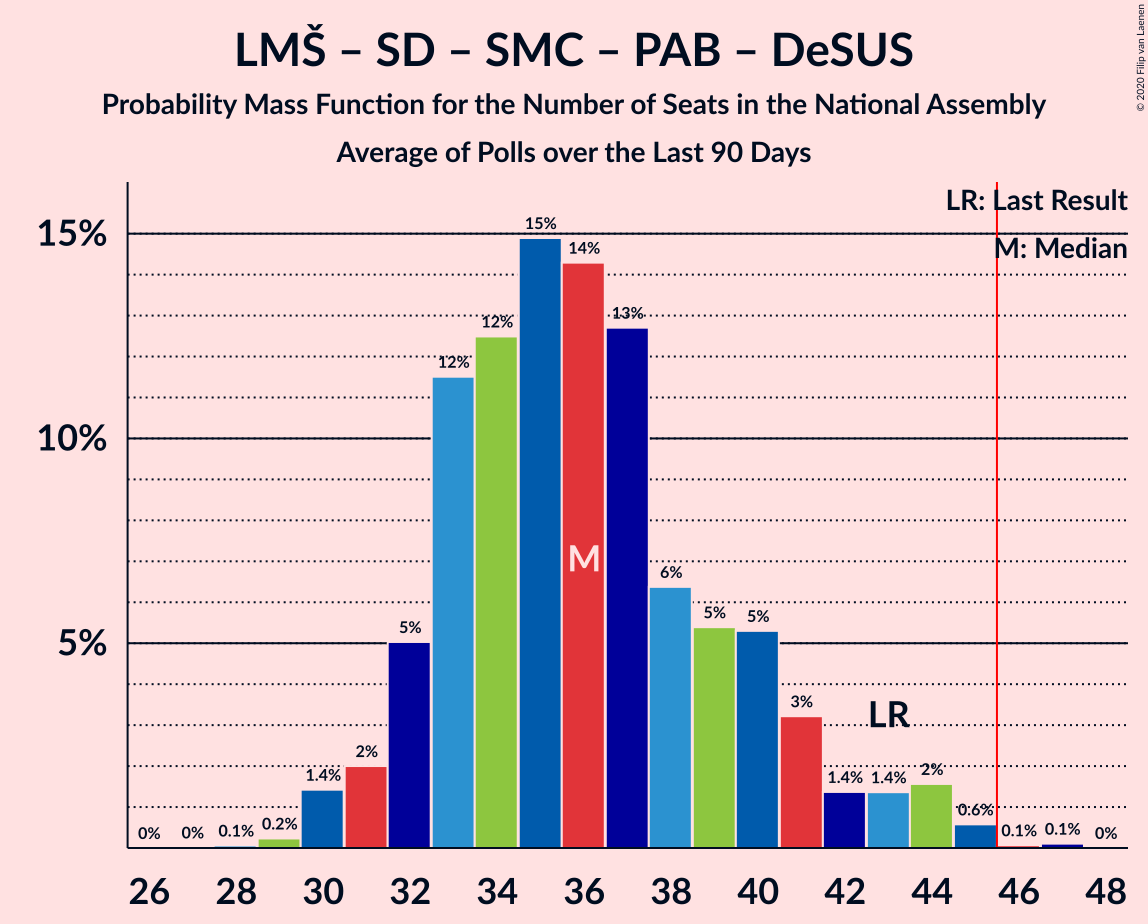 LMŠ – SD – SMC – PAB – DeSUS
Probability Mass Function for the Number of Seats in the National Assembly
Average of Polls over the Last 90 Days
© 2020 Filip van Laenen
LR: Last Result
M: Median
15%
10%
5%
0%
0%
0.1%
0.2%
1.4%
2%
5%
12%
12%
15%
14%
13%
6%
5%
5%
3%
1.4%
1.4%
2%
0.6%
0.1%
0.1%
0%
M
LR
26 28 30 32 34 36 38 40 42 44 46 48